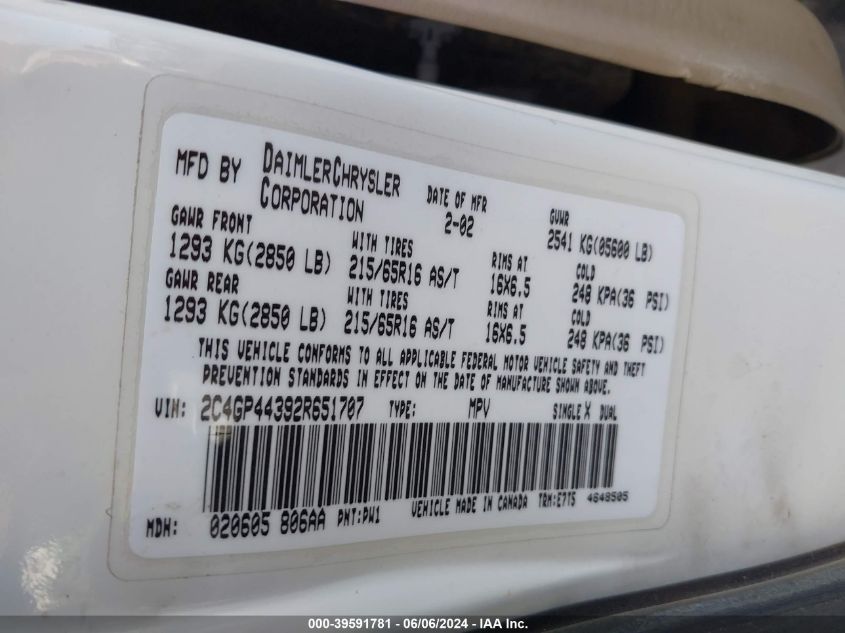 MFD BY DAIMLERCHRYSLER CORPORATION
DATE OF MFR
2-02
GVWR
2541 KG(05600 LB)
GAWR FRONT
1293 KG(2850 LB)
WITH TIRES
215/65R16 AS/T
RIMS AT
16X6.5
COLD
248 KPA(36 PSI)
GAWR REAR
1293 KG(2850 LB)
WITH TIRES
215/65R16 AS/T
RIMS AT
16X6.5
COLD
248 KPA(36 PSI)
THIS VEHICLE CONFORMS TO ALL APPLICABLE FEDERAL MOTOR VEHICLE SAFETY AND THEFT
PREVENTION STANDARDS IN EFFECT ON THE DATE OF MANUFACTURE SHOWN ABOVE.
VIN: 2C4GP44392R651707 TYPE: MPV SINGLE X DUAL
MDH: 020605 806AA PNT:PW1 VEHICLE MADE IN CANADA TRM:E7T5 4648505
000-39591781 - 06/06/2024 - IAA Inc.